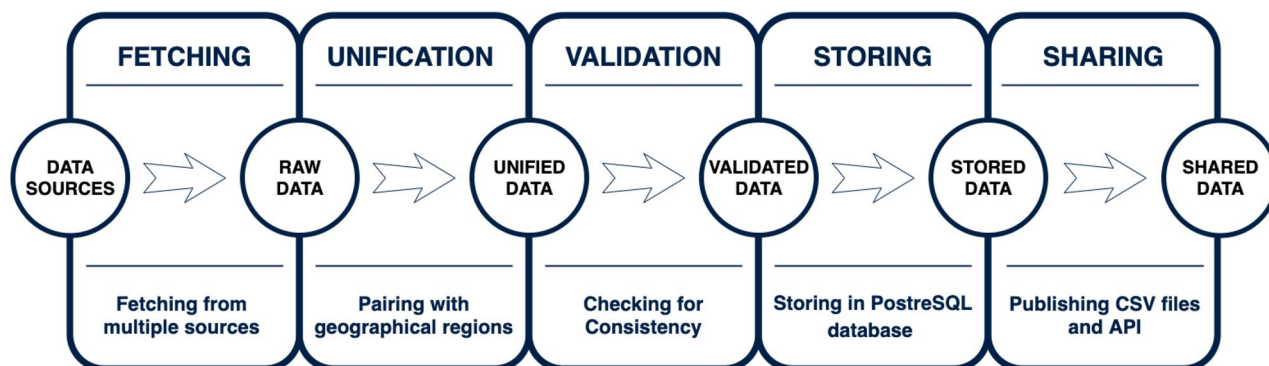 FETCHING
UNIFICATION
VALIDATION
STORING
SHARING
DATA
SOURCES
RAW
DATA
UNIFIED
DATA
VALIDATED
DATA
STORED
DATA
SHARED
DATA
Fetching from
multiple sources
Pairing with
geographical regions
Checking for
Consistency
Storing in PostreSQL
database
Publishing CSV files
and API